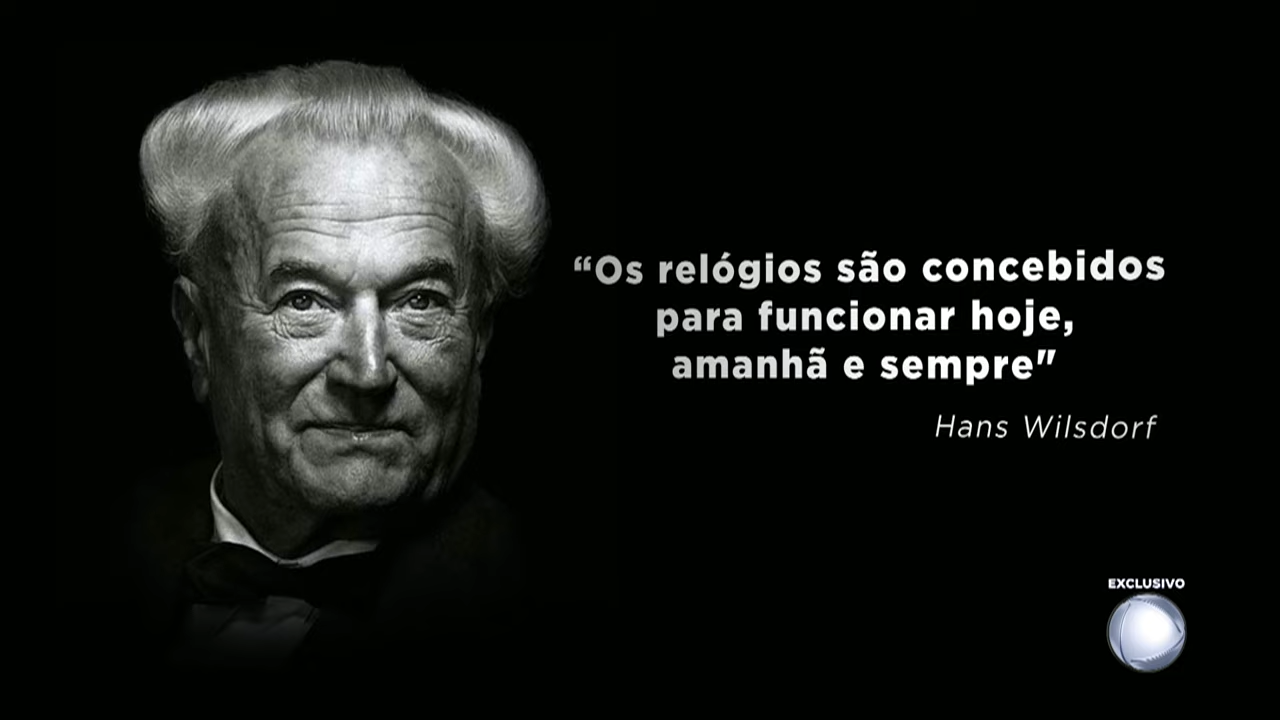 “Os relógios são concebidos
para funcionar hoje,
amanhã e sempre"
Hans Wilsdorf
EXCLUSIVO